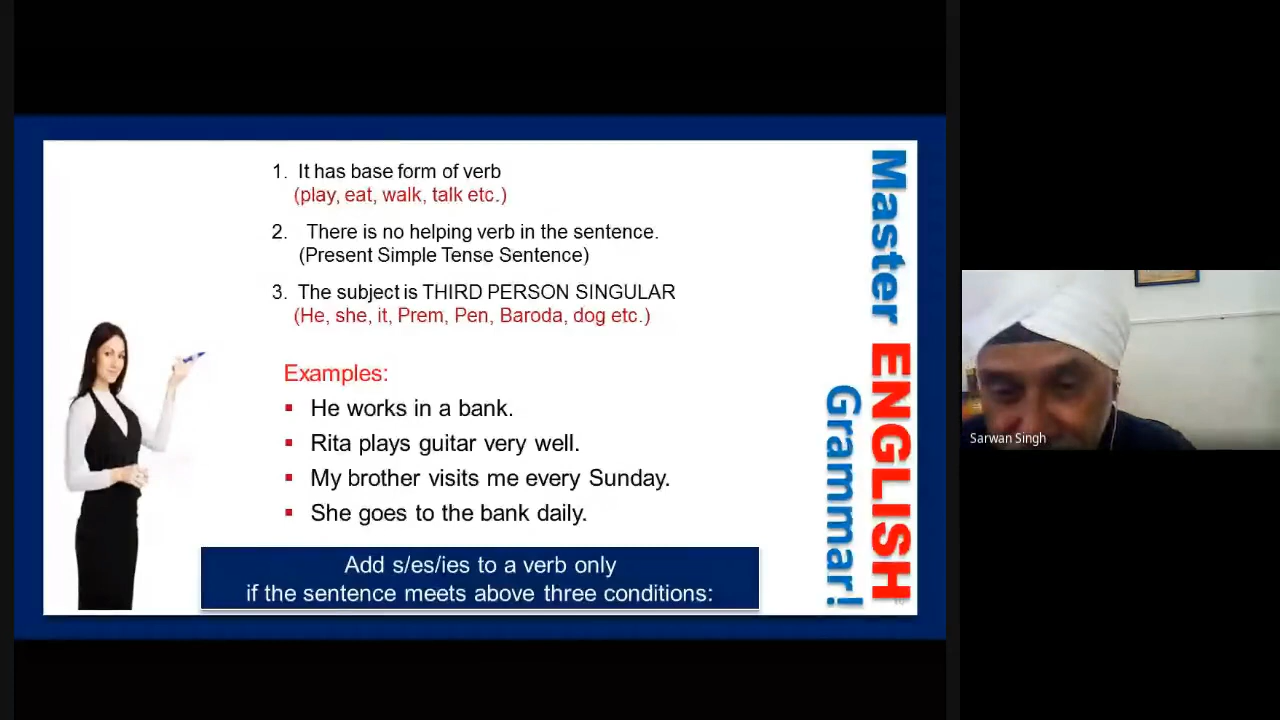 1. It has base form of verb
(play, eat, walk, talk etc.)
2. There is no helping verb in the sentence.
(Present Simple Tense Sentence)
3. The subject is THIRD PERSON SINGULAR
(He, she, it, Prem, Pen, Baroda, dog etc.)
Examples:
▪ He works in a bank.
▪ Rita plays guitar very well.
▪ My brother visits me every Sunday.
▪ She goes to the bank daily.
Add s/es/ies to a verb only
if the sentence meets above three conditions:
Master ENGLISH
Grammar!
Sarwan Singh